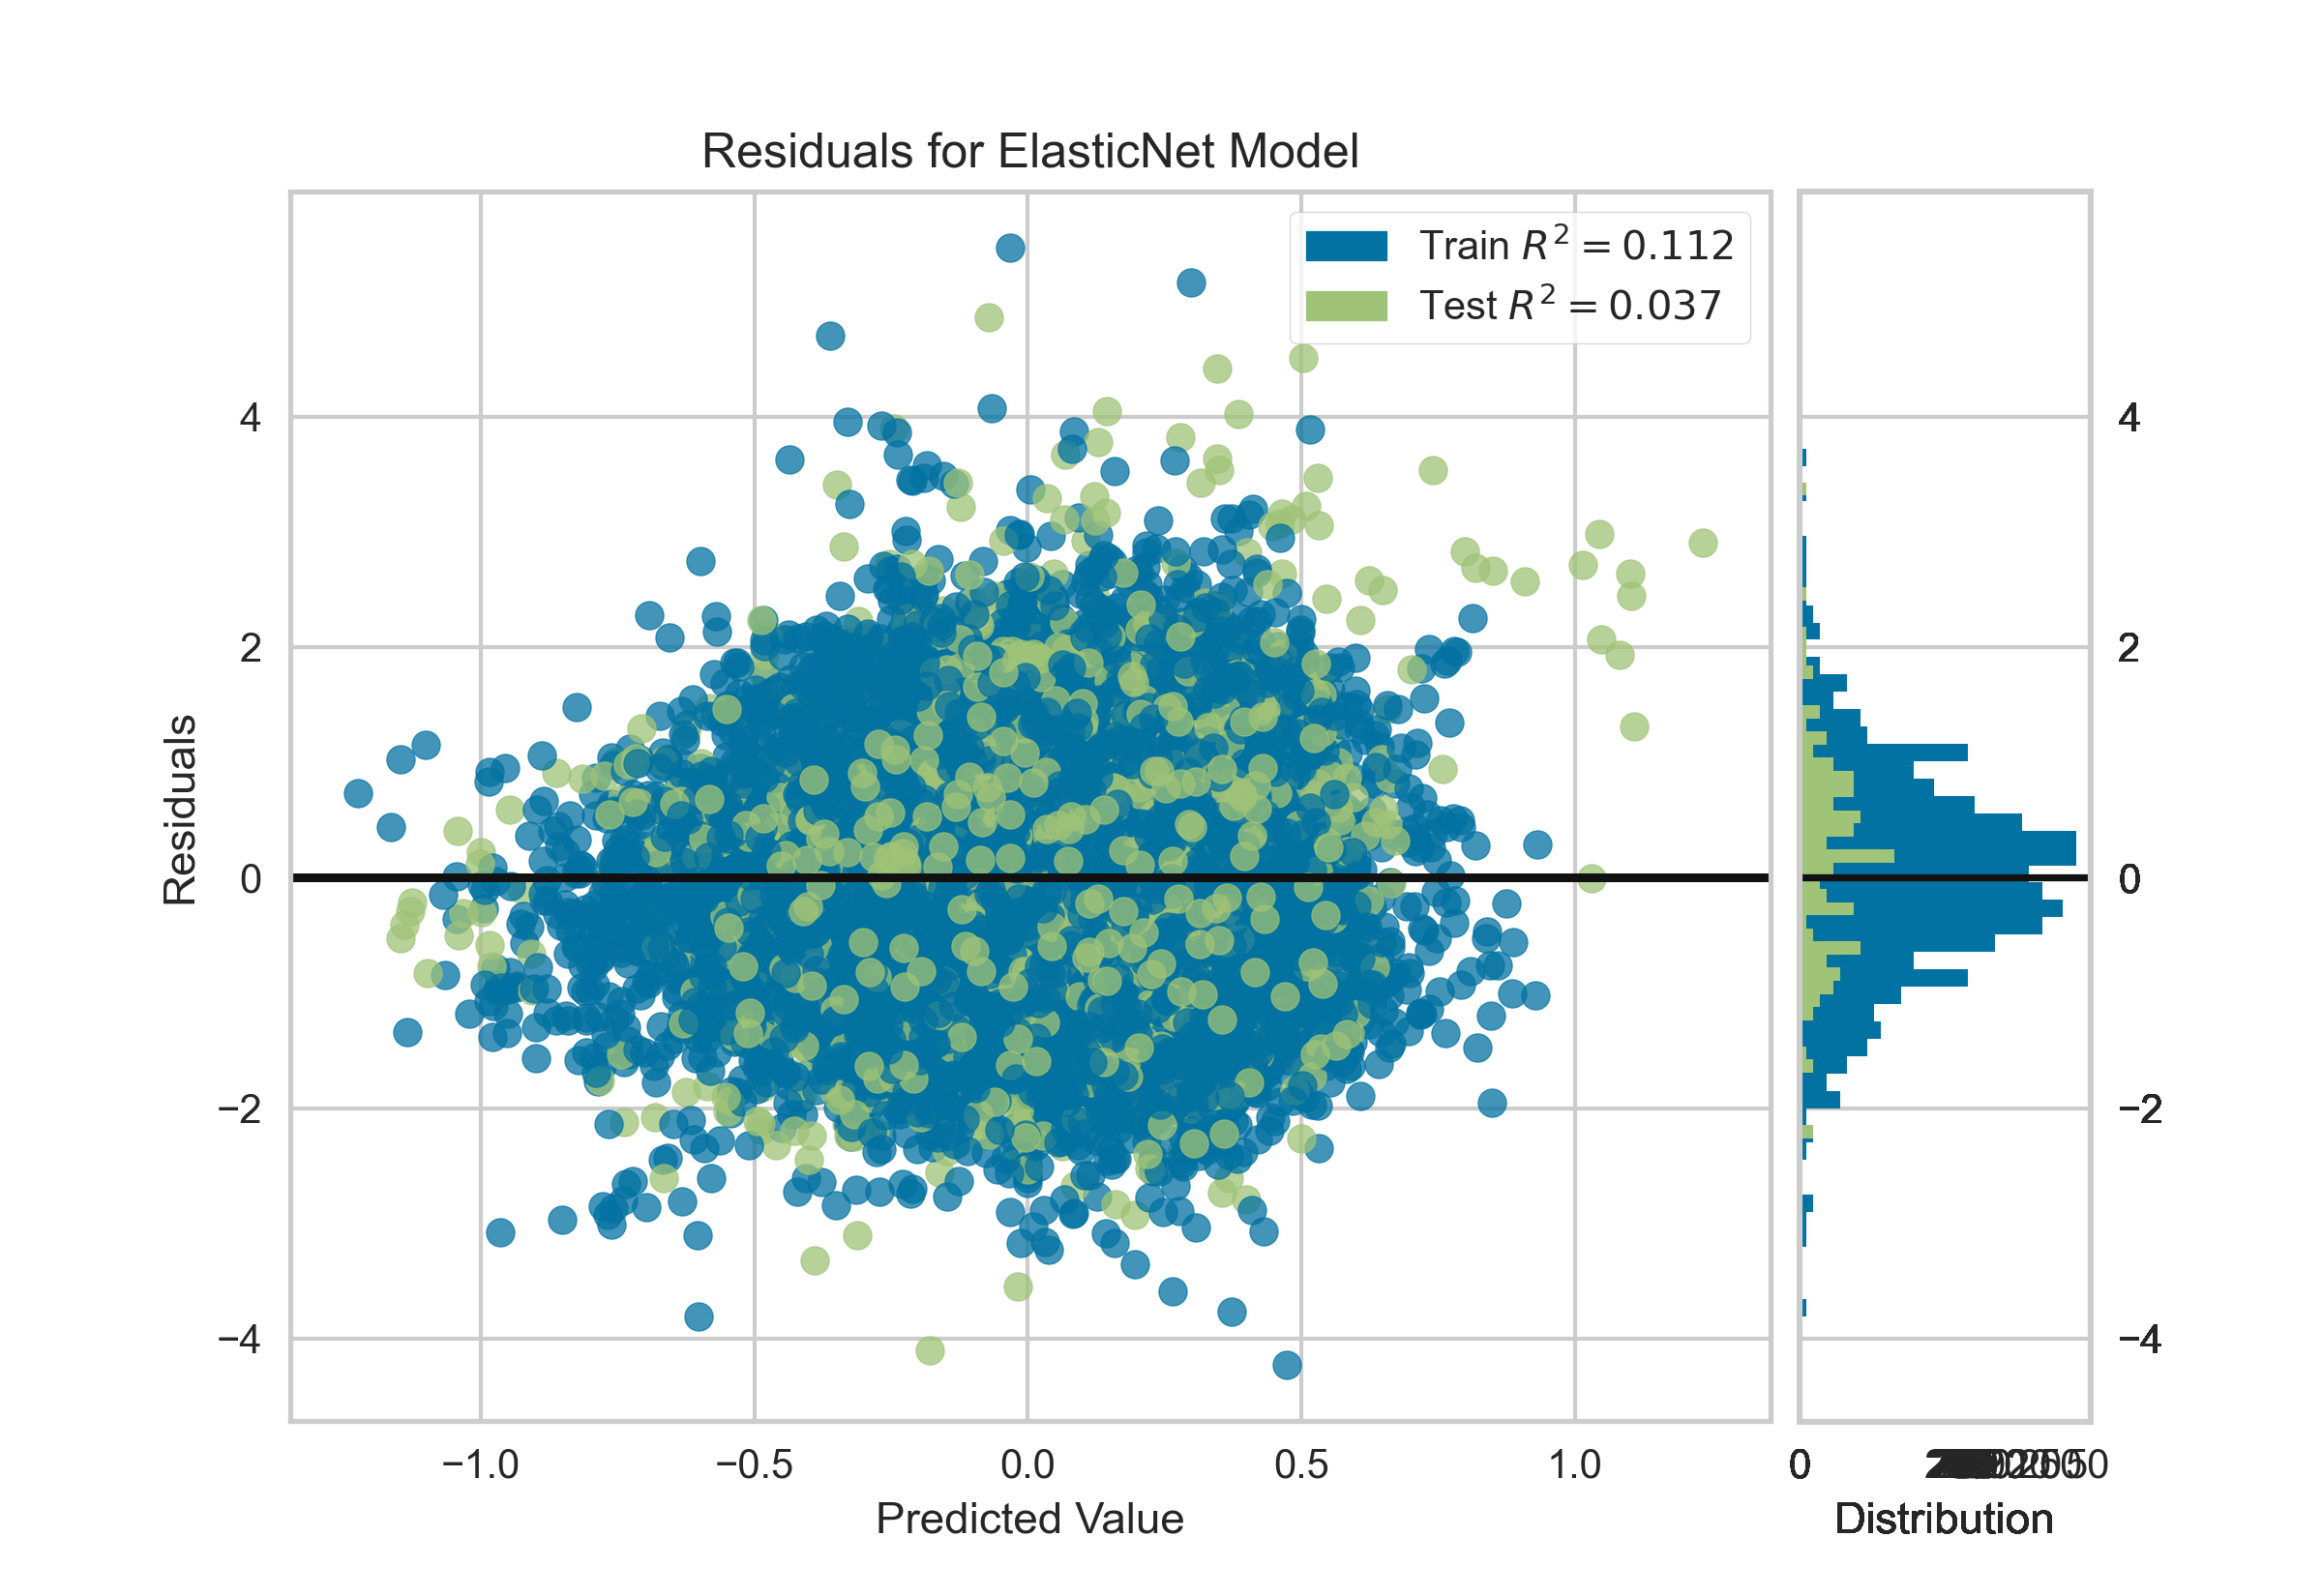 Residuals for ElasticNet Model
Train R² = 0.112
Test R² = 0.037
Residuals
4
2
0
−2
−4
−1.0
−0.5
0.0
0.5
1.0
Predicted Value
4
2
0
−2
−4
0
Distribution